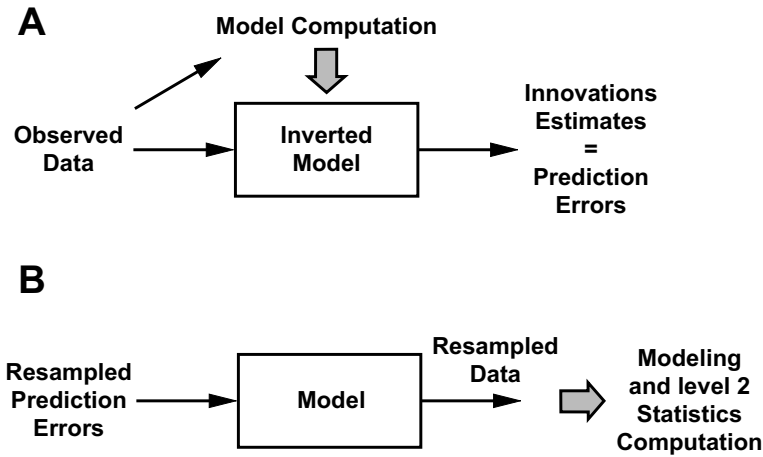 A
Model Computation
Observed
Data
Inverted
Model
Innovations
Estimates
=
Prediction
Errors
B
Resampled
Prediction
Errors
Model
Resampled
Data
Modeling
and level 2
Statistics
Computation